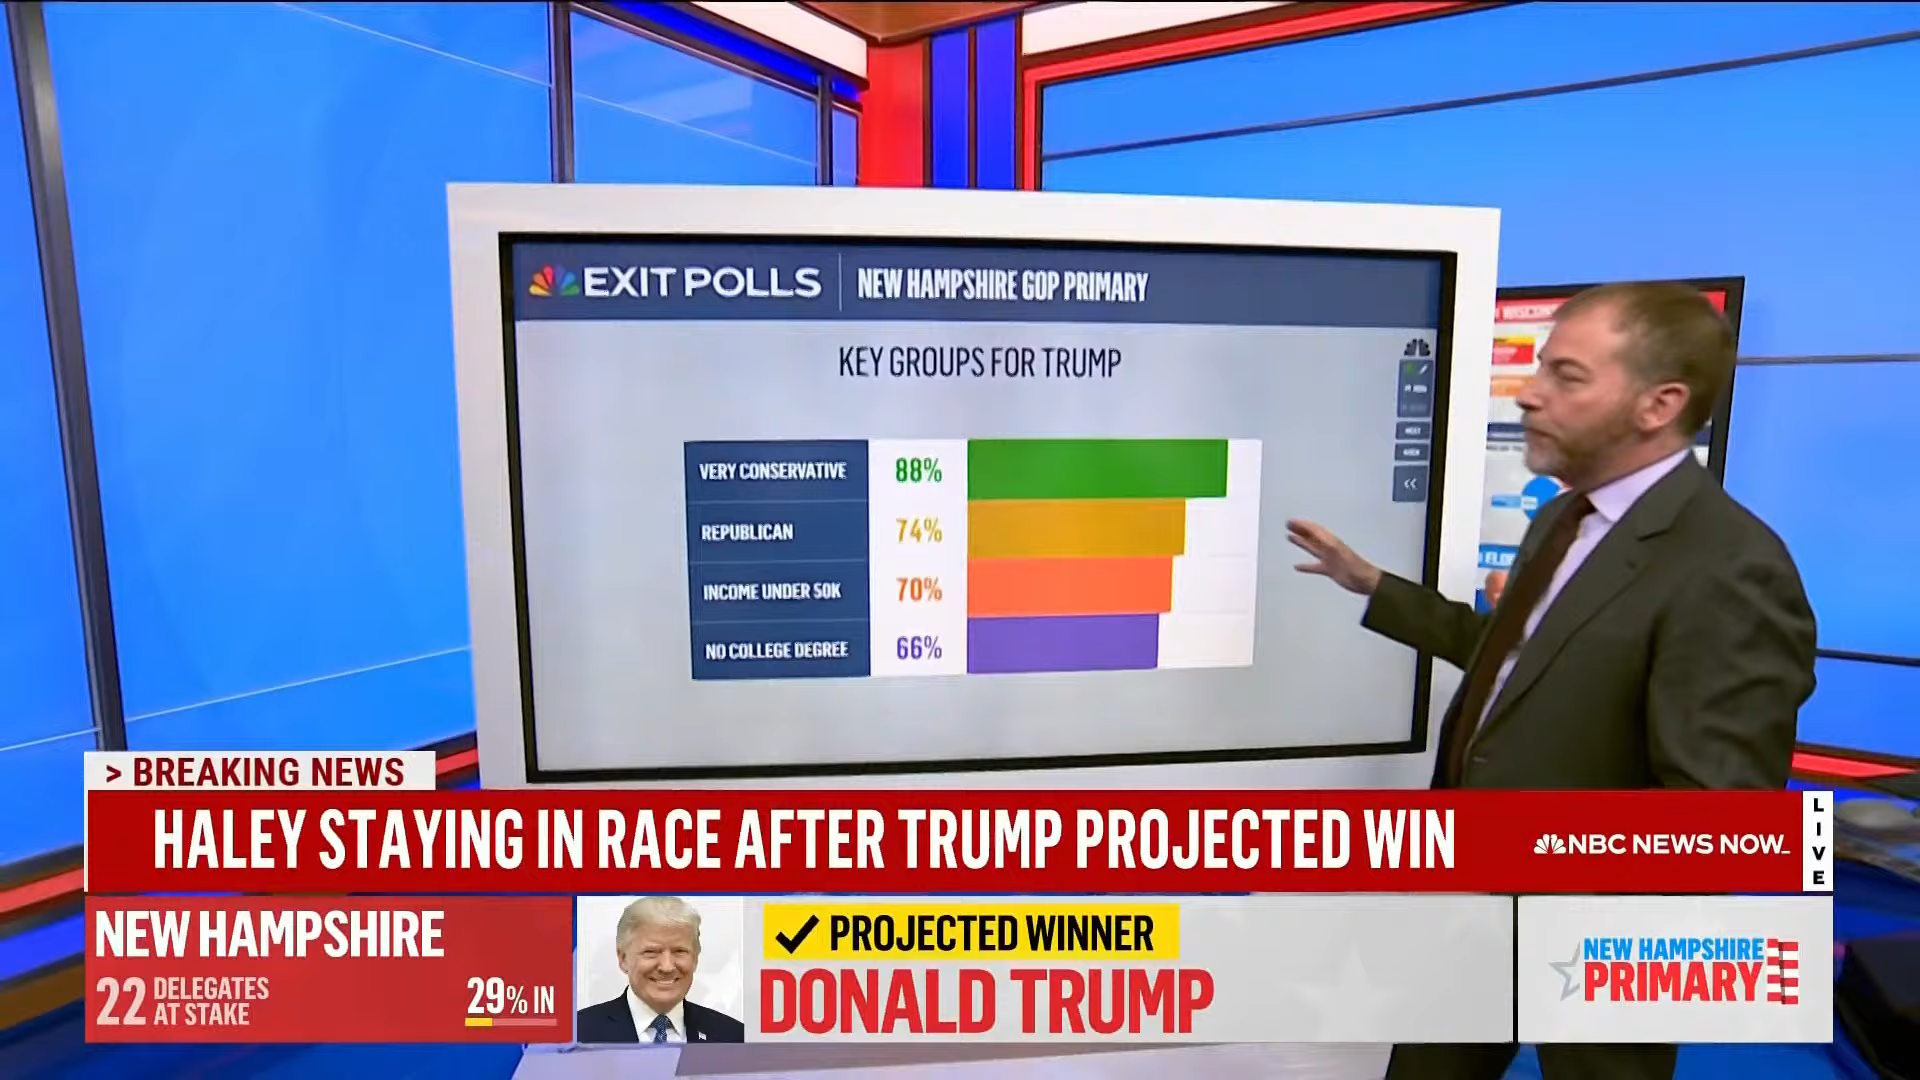 EXIT POLLS
NEW HAMPSHIRE GOP PRIMARY
KEY GROUPS FOR TRUMP
VERY CONSERVATIVE 88%
REPUBLICAN 74%
INCOME UNDER 50K 70%
NO COLLEGE DEGREE 66%
<<
> BREAKING NEWS
HALEY STAYING IN RACE AFTER TRUMP PROJECTED WIN
NBC NEWS NOW_
LIVE
NEW HAMPSHIRE
22 DELEGATES
AT STAKE
29% IN
PROJECTED WINNER
DONALD TRUMP
NEW HAMPSHIRE
PRIMARY